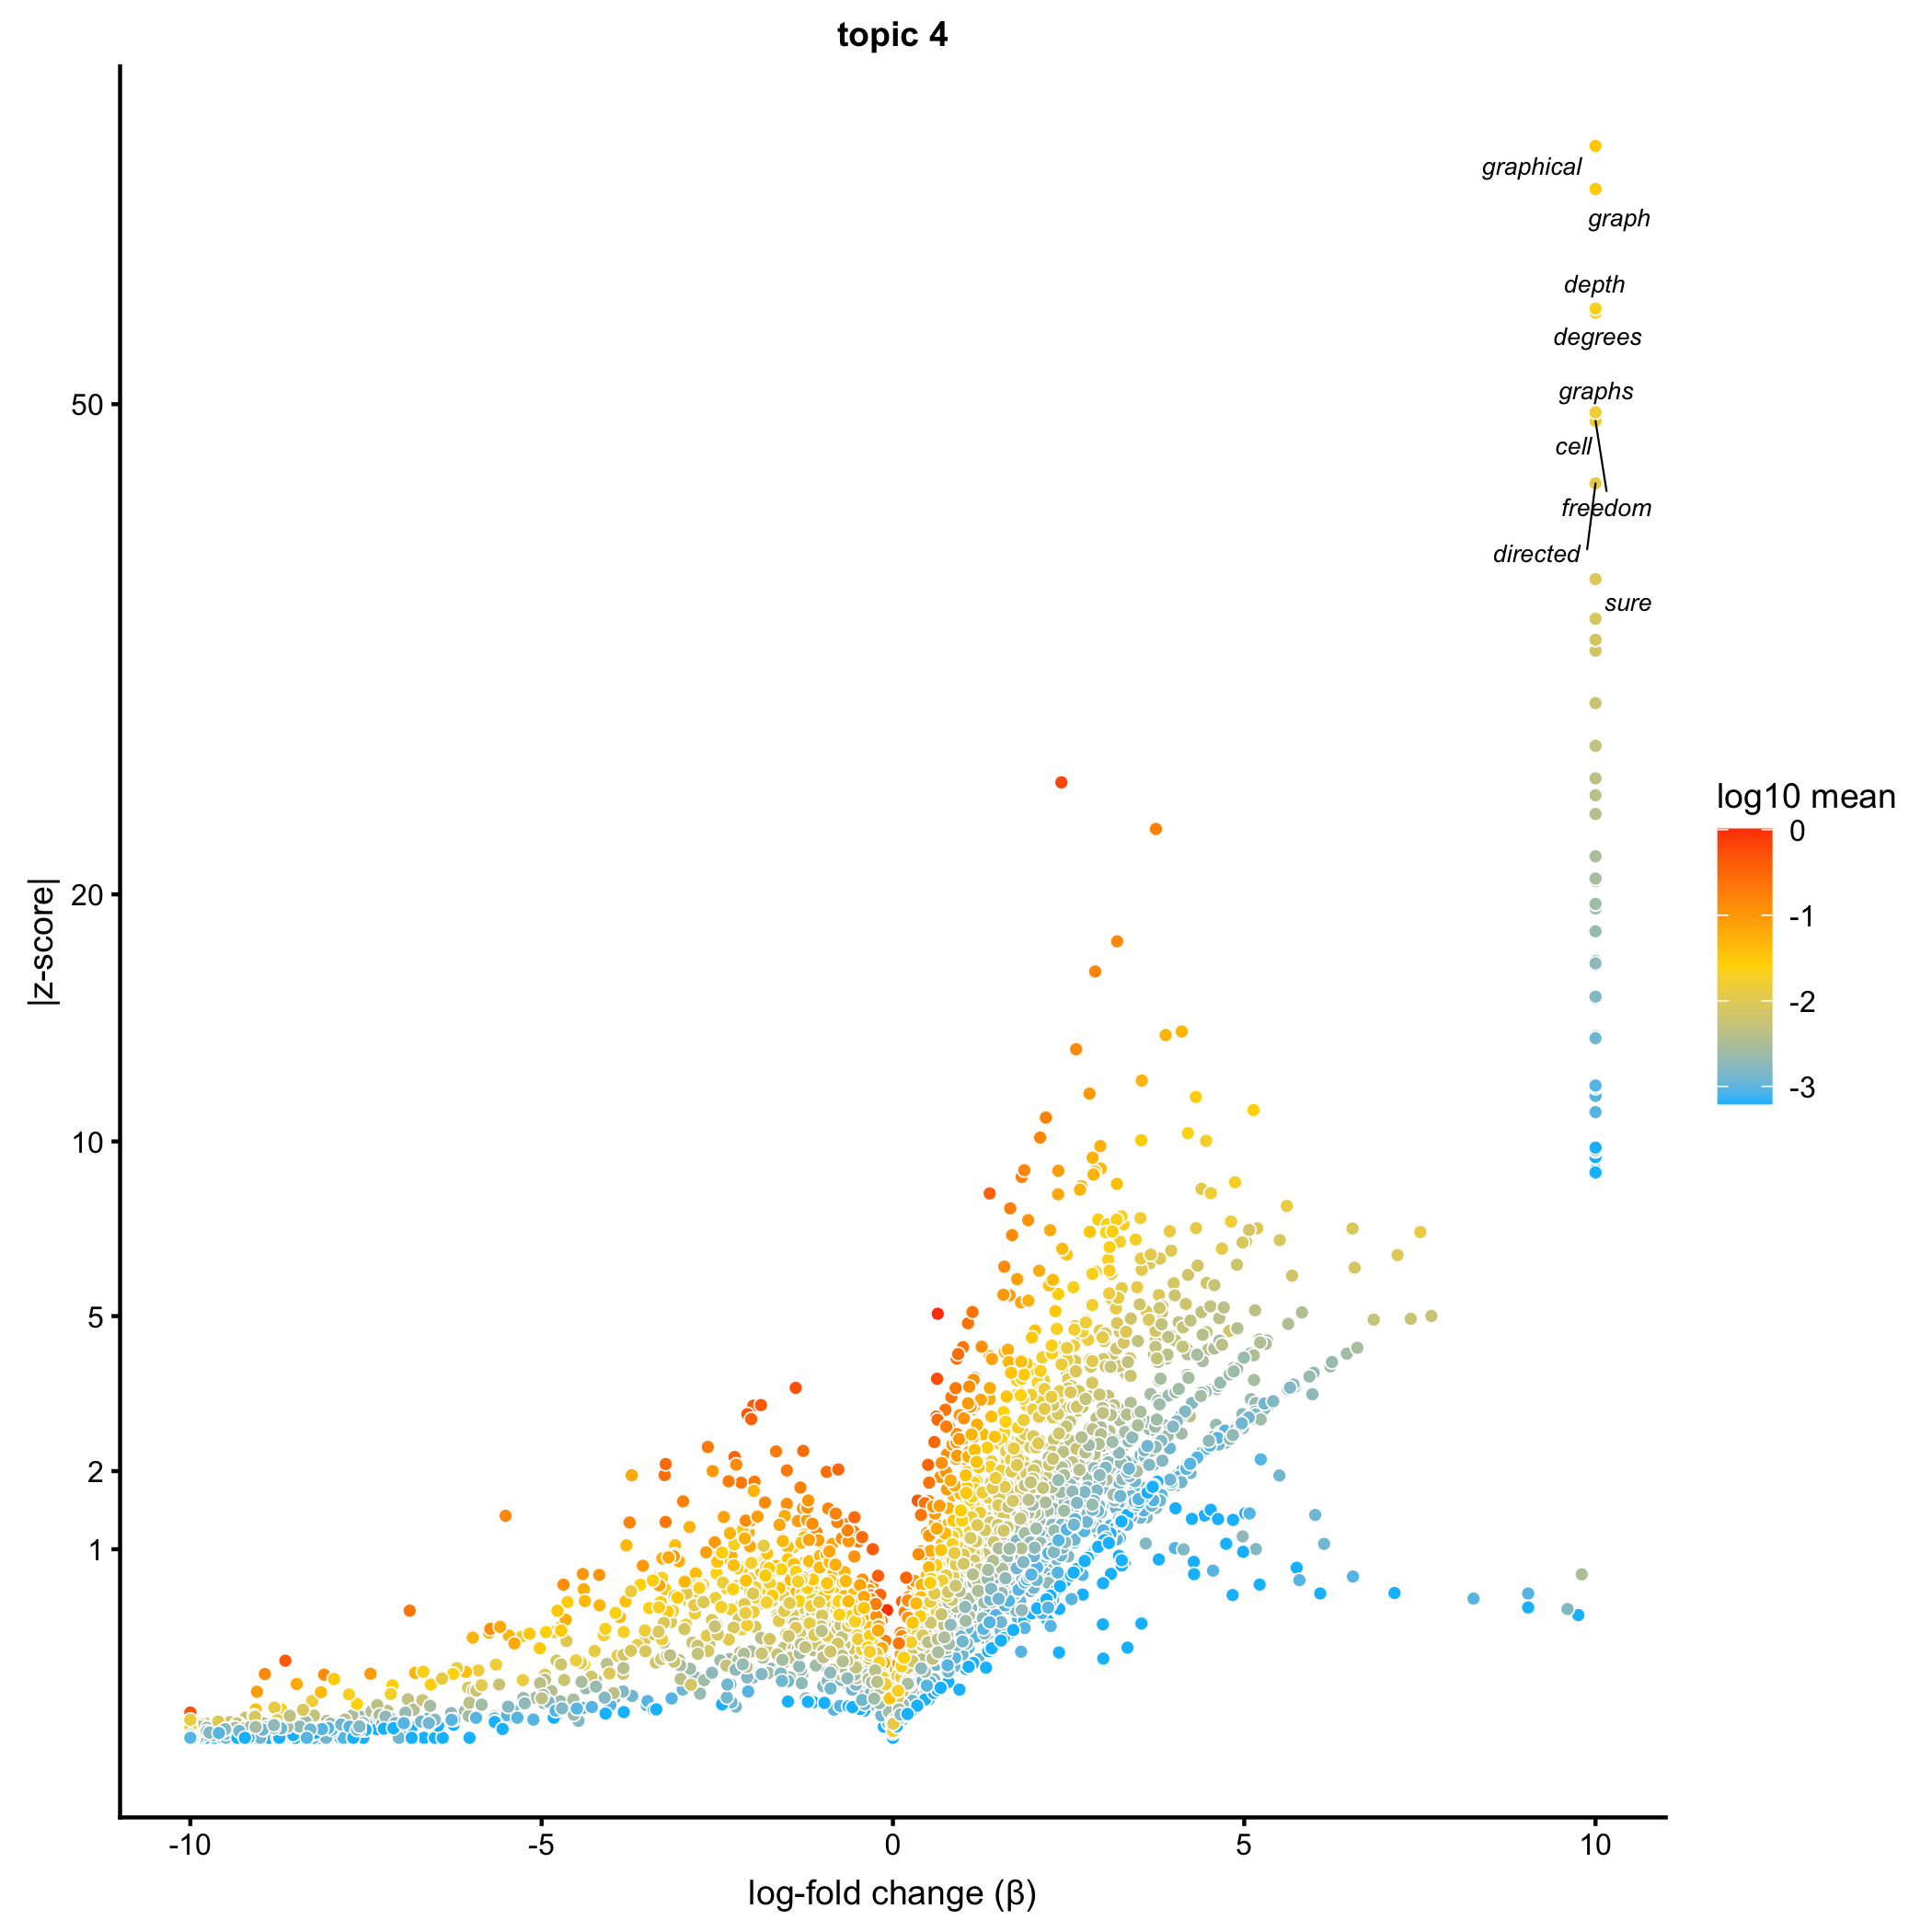 topic 4
graphical
graph
depth
degrees
graphs
cell
freedom
directed
sure
50
20
10
5
2
1
|z-score|
-10
-5
0
5
10
log-fold change (β)
log10 mean
0
-1
-2
-3